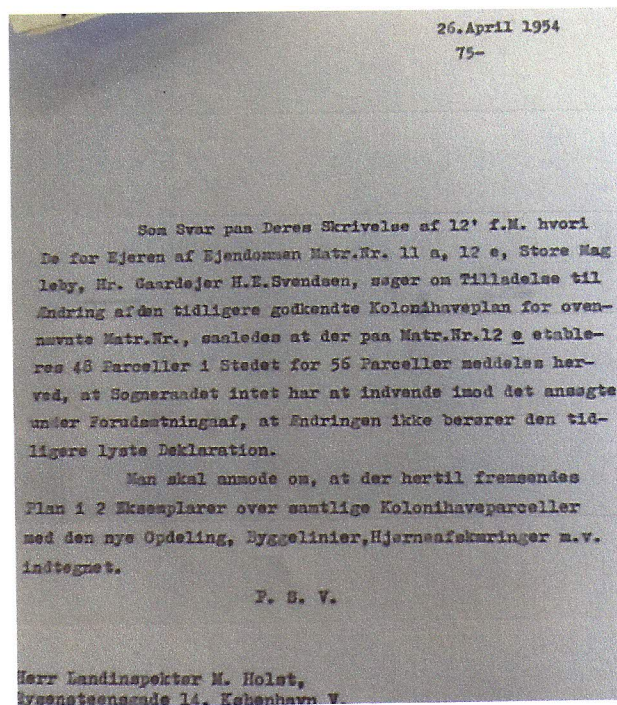 26.April 1954
75-
Som Svar paa Deres Skrivelse af 12' f.M. hvori
De for Ejeren af Ejendommen Matr.Nr. 11 a, 12 e, Store Mag
leby, Hr. Gaardejer H.E.Svendsen, søger om Tilladelse til
Ændring afden tidligere godkendte Kolonihaveplan for oven-
nævnte Matr.Nr., saaledes at der paa Matr.Nr.12 e etable-
res 48 Parceller i Stedet for 56 Parceller meddeles her-
ved, at Sogneraadet intet har at indvende imod det ansøgte
under Forudsætningaaf, at Ændringen ikke berører den tid-
ligere lyste Deklaration.
Man skal anmode om, at der hertil fremsendes
Plan i 2 Eksemplarer over samtlige Kolonihaveparceller
med den nye Opdeling, Byggelinier,Hjørneafskæringer m.v.
indtegnet.
P. S. V.
Herr Landinspektør M. Holst,
Rysensteensgade 14. København V.